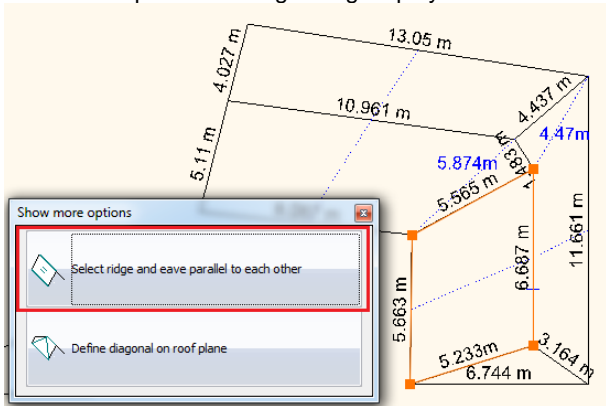 13.05 m
4.027 m
10.961 m
4.437 m
4.47m
1.483 m
5.11 m
5.874m
5.565 m
Show more options
Select ridge and eave parallel to each other
Define diagonal on roof plane
11.661 m
6.687 m
5.663 m
5.233m
3.164 m
6.744 m